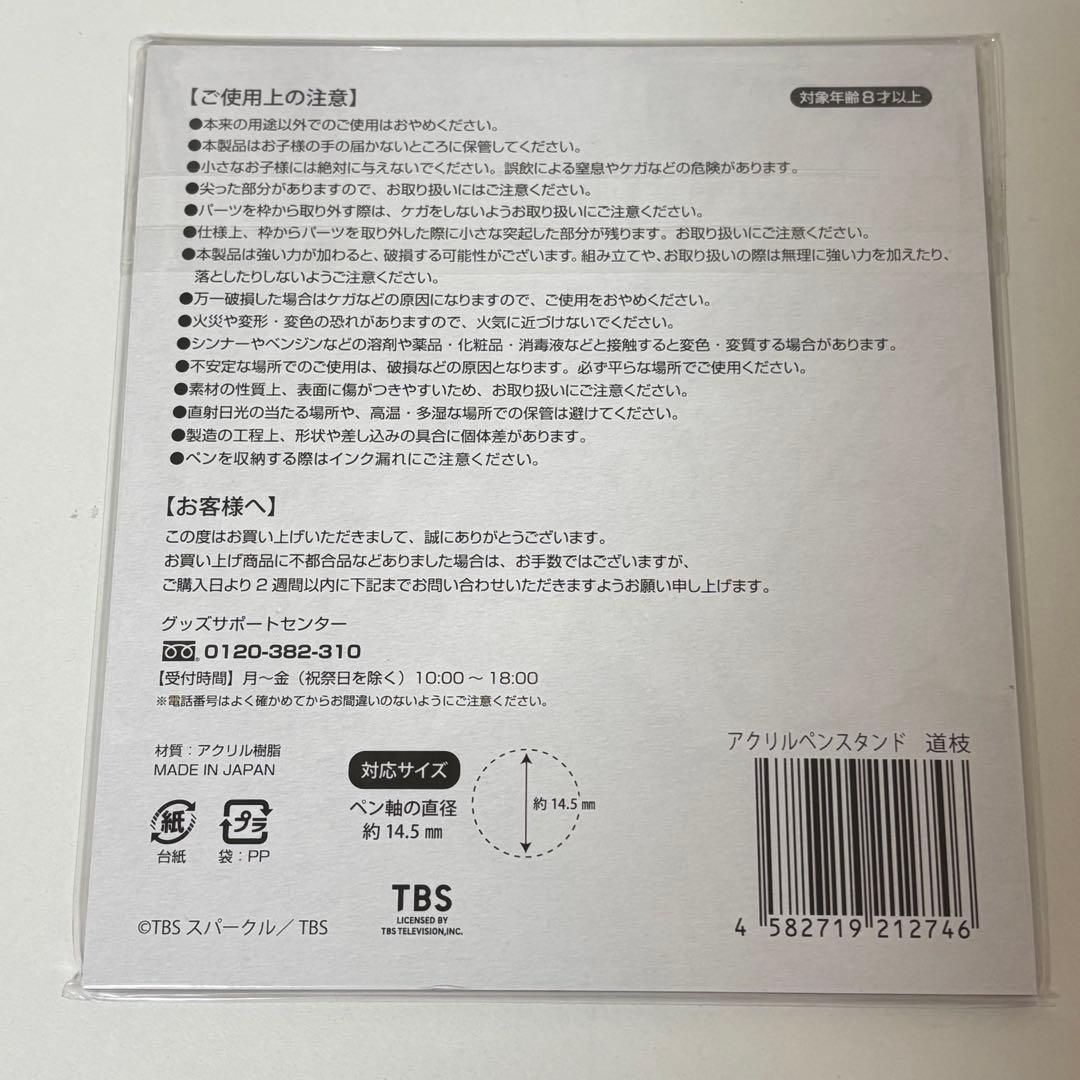 【ご使用上の注意】
対象年齢8才以上
●本来の用途以外でのご使用はおやめください。
●本製品はお子様の手の届かないところに保管してください。
●小さなお子様には絶対に与えないでください。誤飲による窒息やケガなどの危険があります。
●尖った部分がありますので、お取り扱いにはご注意ください。
●パーツを枠から取り外す際は、ケガをしないようお取り扱いにご注意ください。
●仕様上、枠からパーツを取り外した際に小さな突起した部分が残ります。お取り扱いにご注意ください。
●本製品は強い力が加わると、破損する可能性がございます。組み立てや、お取り扱いの際は無理に強い力を加えたり、
落としたりしないようご注意ください。
●万一破損した場合はケガなどの原因になりますので、ご使用をおやめください。
●火災や変形・変色の恐れがありますので、火気に近づけないでください。
●シンナーやベンジンなどの溶剤や薬品・化粧品・消毒液などと接触すると変色・変質する場合があります。
●不安定な場所でのご使用は、破損などの原因となります。必ず平らな場所でご使用ください。
●素材の性質上、表面に傷がつきやすいため、お取り扱いにご注意ください。
●直射日光の当たる場所や、高温・多湿な場所での保管は避けてください。
●製造の工程上、形状や差し込みの具合に個体差があります。
●ペンを収納する際はインク漏れにご注意ください。
【お客様へ】
この度はお買い上げいただきまして、誠にありがとうございます。
お買い上げ商品に不都合品などありました場合は、お手数ではございますが、
ご購入日より2週間以内に下記までお問い合わせいただきますようお願い申し上げます。
グッズサポートセンター
0120-382-310
【受付時間】月〜金（祝祭日を除く）10:00〜18:00
※電話番号はよく確かめてからお間違いのないようにご注意ください。
材質：アクリル樹脂
MADE IN JAPAN
紙
台紙
プラ
袋：PP
対応サイズ
ペン軸の直径
約14.5㎜
約14.5㎜
アクリルペンスタンド 道枝
4 582719 212746
TBS
LICENSED BY
TBS TELEVISION,INC.
©TBSスパークル／TBS